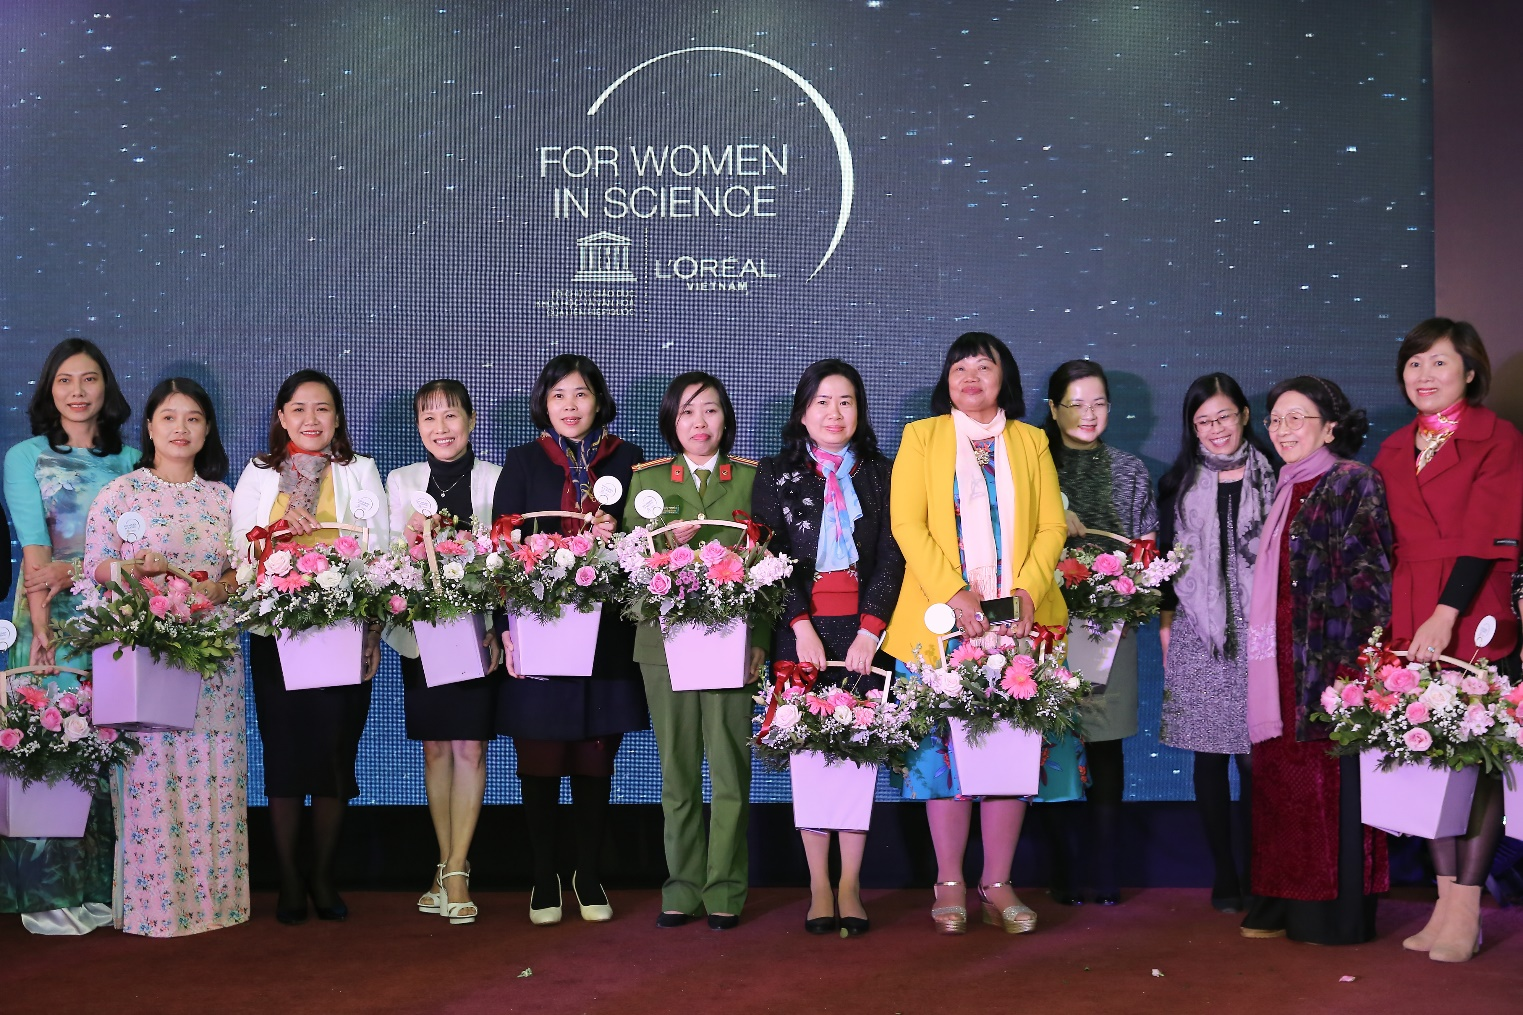 FOR WOMEN
IN SCIENCE
L'ORÉAL
VIETNAM